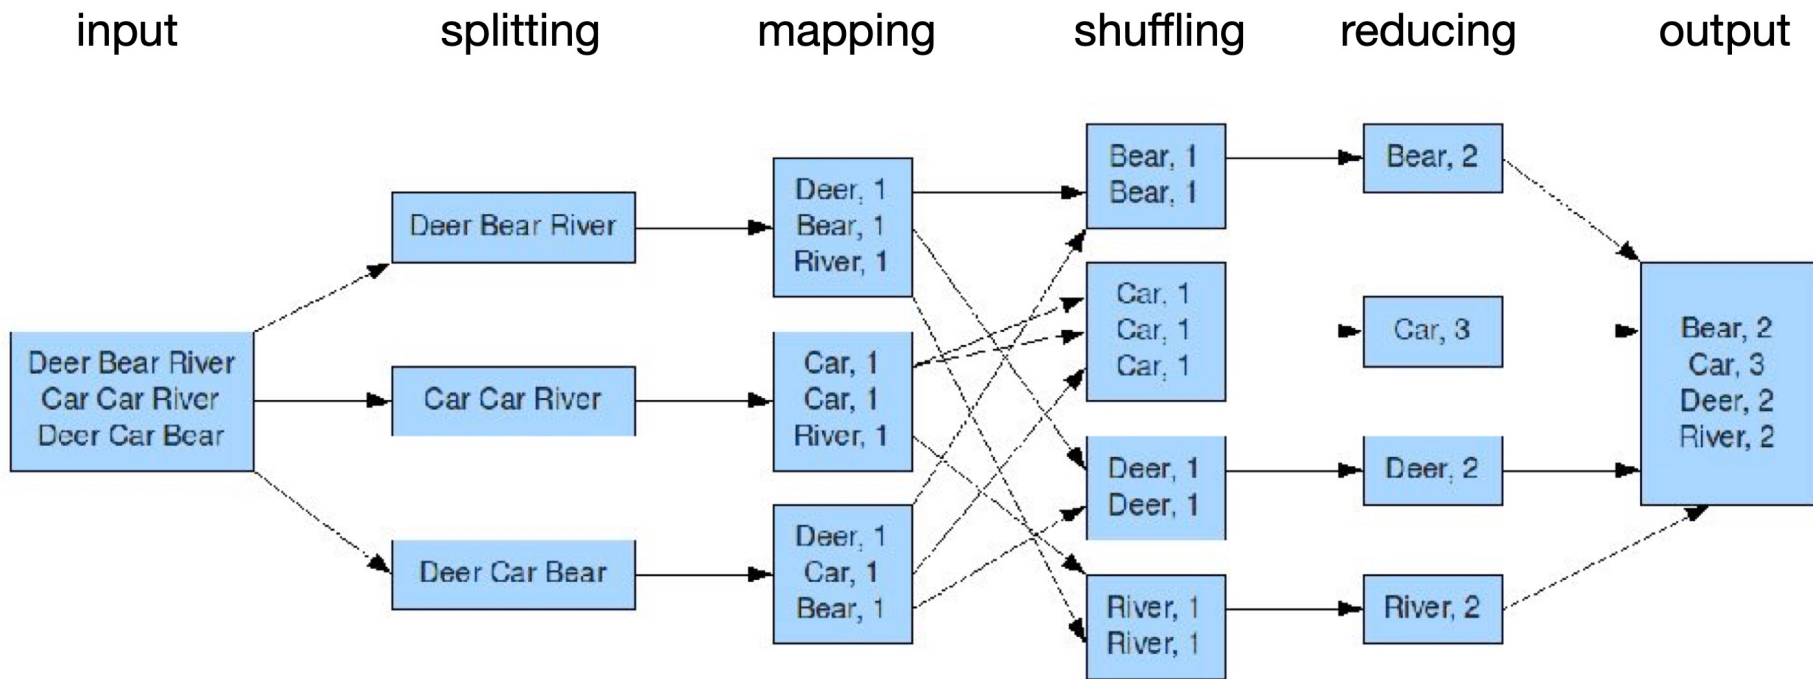 input
splitting
mapping
shuffling
reducing
output
Deer Bear River
Car Car River
Deer Car Bear
Deer Bear River
Car Car River
Deer Car Bear
Deer, 1
Bear, 1
River, 1
Car, 1
Car, 1
River, 1
Deer, 1
Car, 1
Bear, 1
Bear, 1
Bear, 1
Car, 1
Car, 1
Car, 1
Deer, 1
Deer, 1
River, 1
River, 1
Bear, 2
Car, 3
Deer, 2
River, 2
Bear, 2
Car, 3
Deer, 2
River, 2